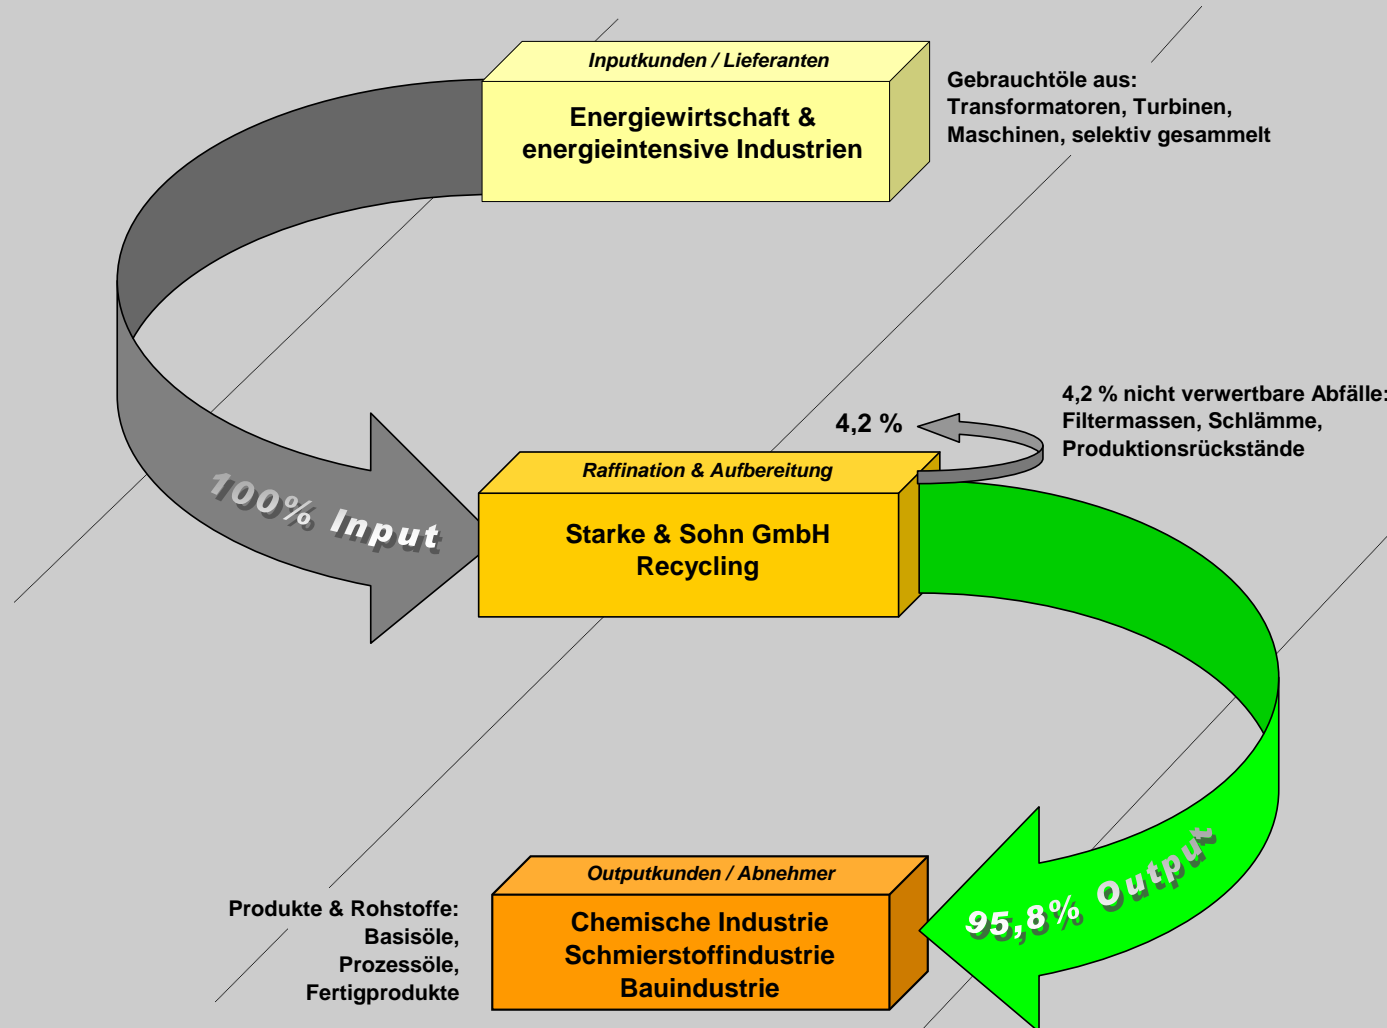 Inputkunden / Lieferanten
Energiewirtschaft &
energieintensive Industrien
Gebrauchtöle aus:
Transformatoren, Turbinen,
Maschinen, selektiv gesammelt
100% Input
4,2 %
4,2 % nicht verwertbare Abfälle:
Filtermassen, Schlämme,
Produktionsrückstände
Raffination & Aufbereitung
Starke & Sohn GmbH
Recycling
95,8% Output
Outputkunden / Abnehmer
Chemische Industrie
Schmierstoffindustrie
Bauindustrie
Produkte & Rohstoffe:
Basisöle,
Prozessöle,
Fertigprodukte